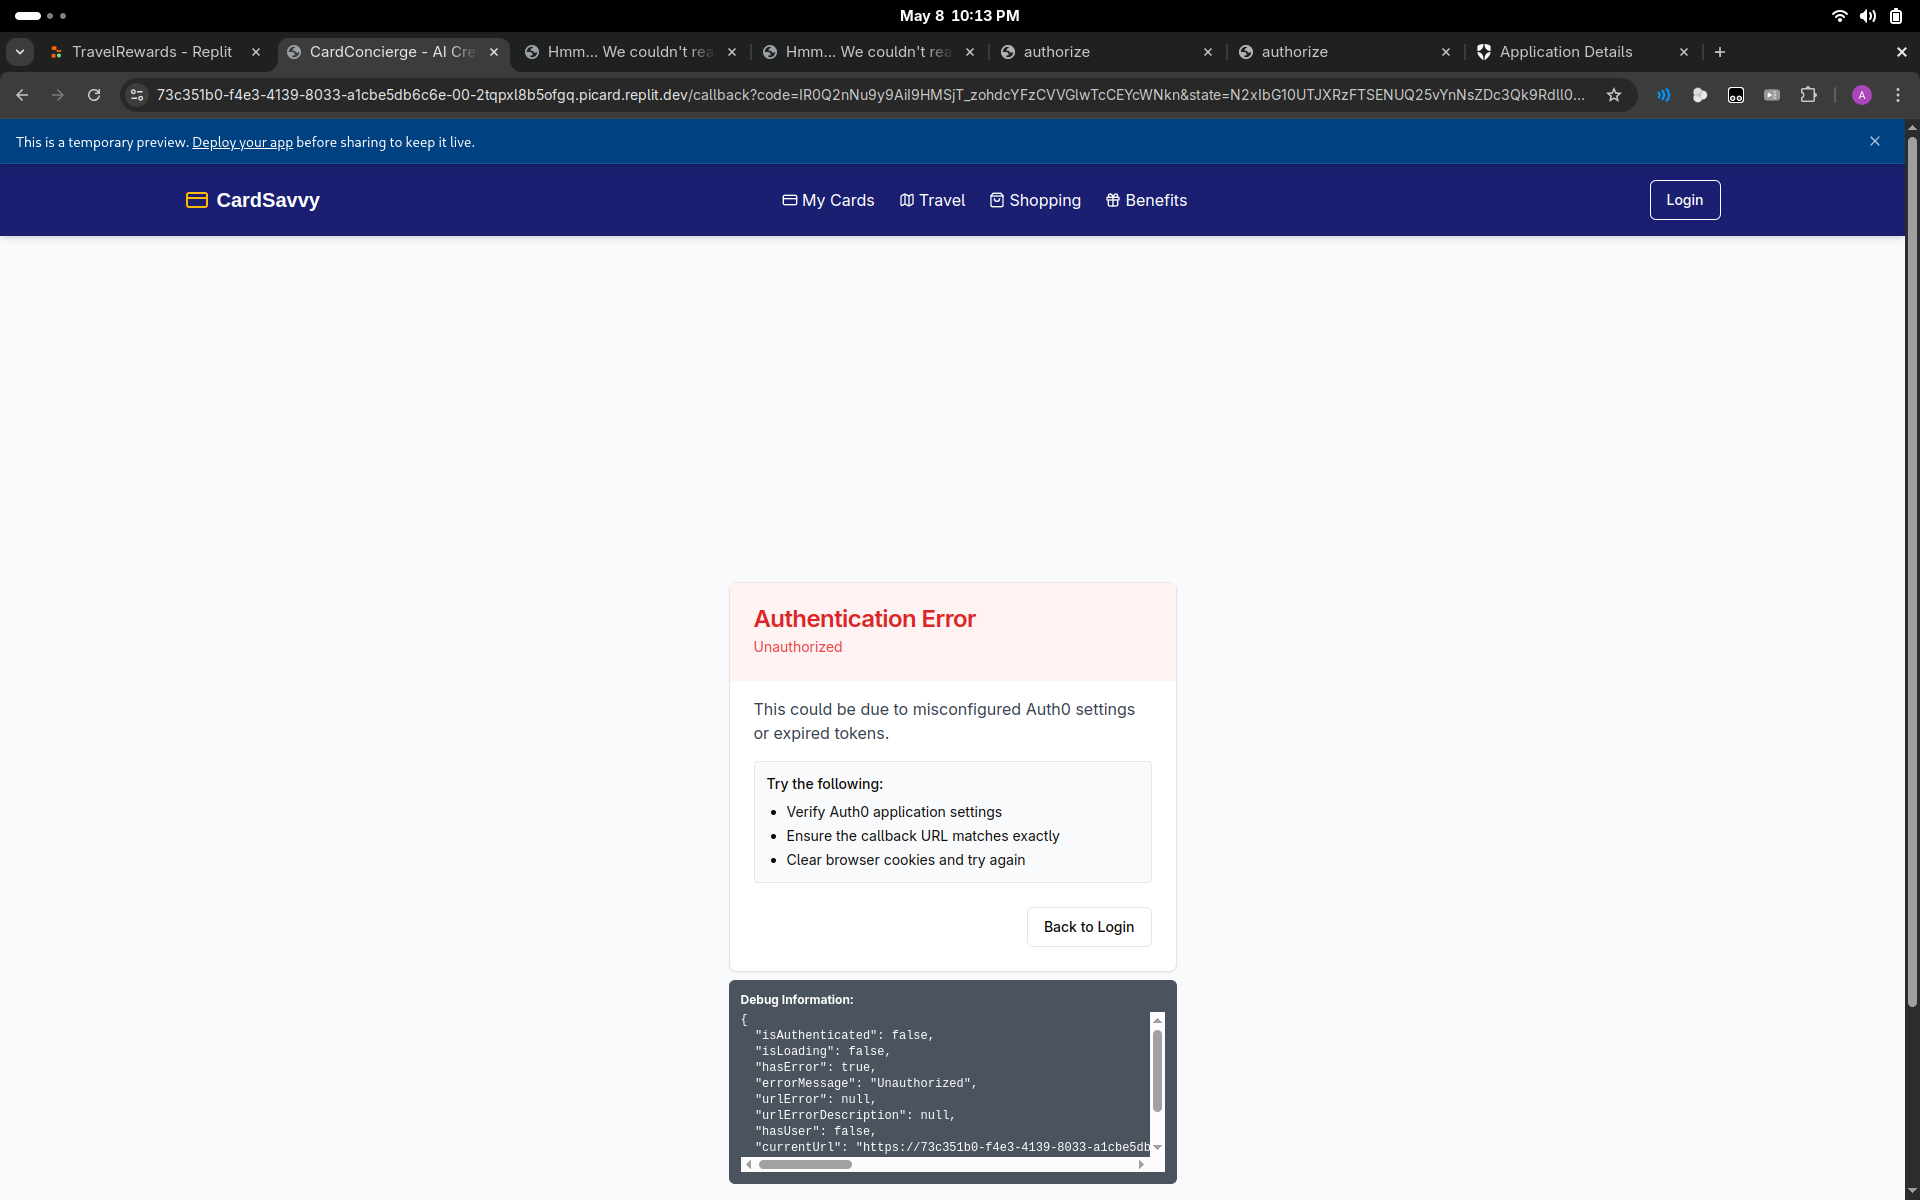 May 8 10:13 PM
TravelRewards - Replit
CardConcierge - AI Cre
Hmm... We couldn't rea
Hmm... We couldn't rea
authorize
authorize
Application Details
73c351b0-f4e3-4139-8033-a1cbe5db6c6e-00-2tqpxl8b5ofgq.picard.replit.dev/callback?code=IR0Q2nNu9y9AiI9HMSjT_zohdcYFzCVVGlwTcCEYcWNkn&state=N2xIbG10UTJXRzFTSENUQ25vYnNsZDc3Qk9RdIl0...
A
This is a temporary preview. Deploy your app before sharing to keep it live.
CardSavvy
My Cards
Travel
Shopping
Benefits
Login
Authentication Error
Unauthorized
This could be due to misconfigured Auth0 settings
or expired tokens.
Try the following:
• Verify Auth0 application settings
• Ensure the callback URL matches exactly
• Clear browser cookies and try again
Back to Login
Debug Information:
{
"isAuthenticated": false,
"isLoading": false,
"hasError": true,
"errorMessage": "Unauthorized",
"urlError": null,
"urlErrorDescription": null,
"hasUser": false,
"currentUrl": "https://73c351b0-f4e3-4139-8033-a1cbe5db